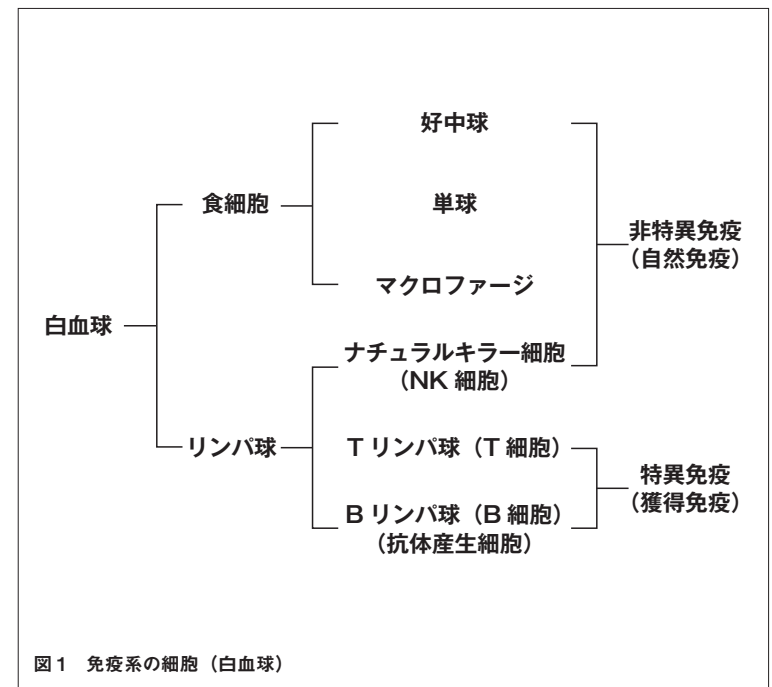 好中球
食細胞
単球
非特異免疫
（自然免疫）
マクロファージ
白血球
ナチュラルキラー細胞
（NK 細胞）
リンパ球
T リンパ球（T 細胞）
特異免疫
（獲得免疫）
B リンパ球（B 細胞）
（抗体産生細胞）
図1 免疫系の細胞（白血球）